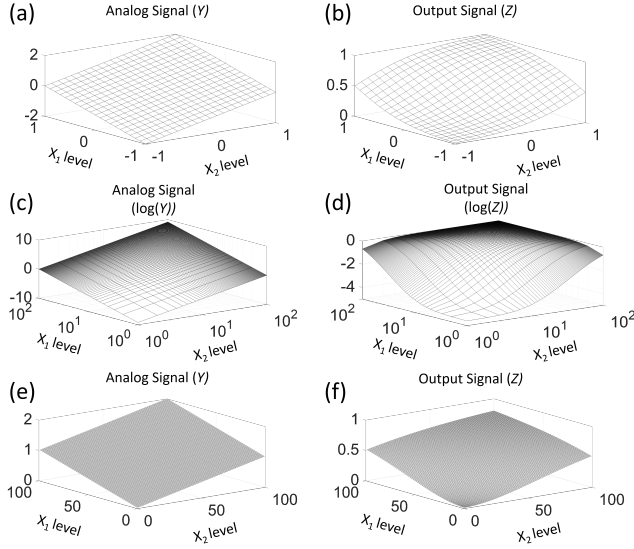 (a)
Analog Signal (Y)
2
0
-2
1
0
-1
-1
0
1
X1 level
X2 level
(b)
Output Signal (Z)
1
0.5
0
1
0
-1
-1
0
1
X1 level
X2 level
(c)
Analog Signal
(log(Y))
10
0
-10
10^2
10^1
10^0
10^0
10^1
10^2
X1 level
X2 level
(d)
Output Signal
(log(Z))
0
-2
-4
10^2
10^1
10^0
10^0
10^1
10^2
X1 level
X2 level
(e)
Analog Signal (Y)
2
1
0
100
50
0
0
50
100
X1 level
X2 level
(f)
Output Signal (Z)
1
0.5
0
100
50
0
0
50
100
X1 level
X2 level